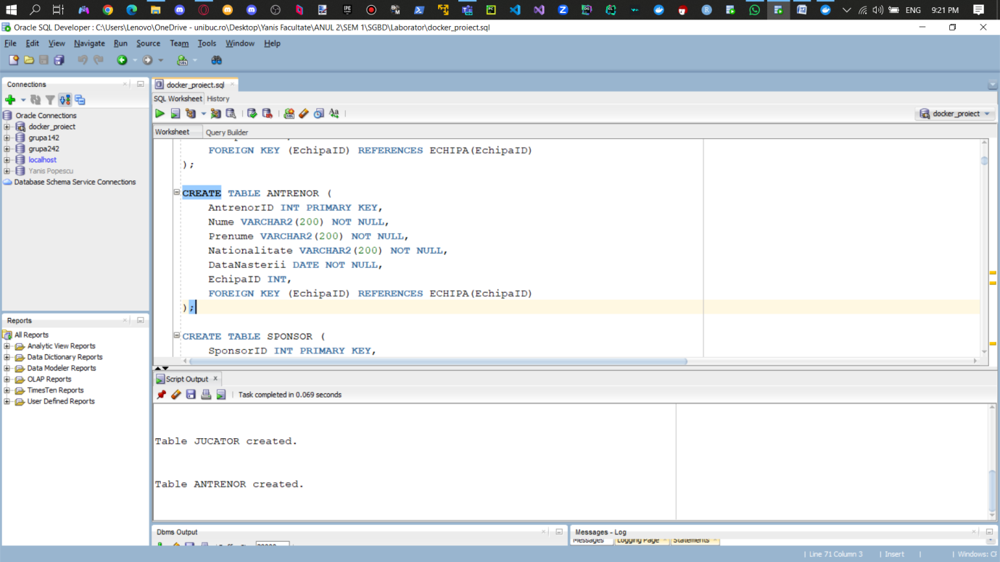 ENG 9:21 PM
Oracle SQL Developer : C:\Users\Lenovo\OneDrive - unibuc.ro\Desktop\Yanis Facultate\ANUL 2\SEM 1\SGBD\Laborator\docker_proiect.sql
File Edit View Navigate Run Source Team Tools Window Help
Connections
Oracle Connections
docker_proiect
grupa142
grupa242
localhost
Yanis Popescu
Database Schema Service Connections
Reports
All Reports
Analytic View Reports
Data Dictionary Reports
Data Modeler Reports
OLAP Reports
TimesTen Reports
User Defined Reports
docker_proiect.sql
SQL Worksheet History
docker_proiect
Worksheet Query Builder
FOREIGN KEY (EchipaID) REFERENCES ECHIPA(EchipaID)
);
CREATE TABLE ANTRENOR (
AntrenorID INT PRIMARY KEY,
Nume VARCHAR2(200) NOT NULL,
Prenume VARCHAR2(200) NOT NULL,
Nationalitate VARCHAR2(200) NOT NULL,
DataNasterii DATE NOT NULL,
EchipaID INT,
FOREIGN KEY (EchipaID) REFERENCES ECHIPA(EchipaID)
);
CREATE TABLE SPONSOR (
SponsorID INT PRIMARY KEY,
Script Output
Task completed in 0.069 seconds
Table JUCATOR created.
Table ANTRENOR created.
Dbms Output
Messages - Log
Messages Logging Page Statements
Line 71 Column 3 Insert Windows: C